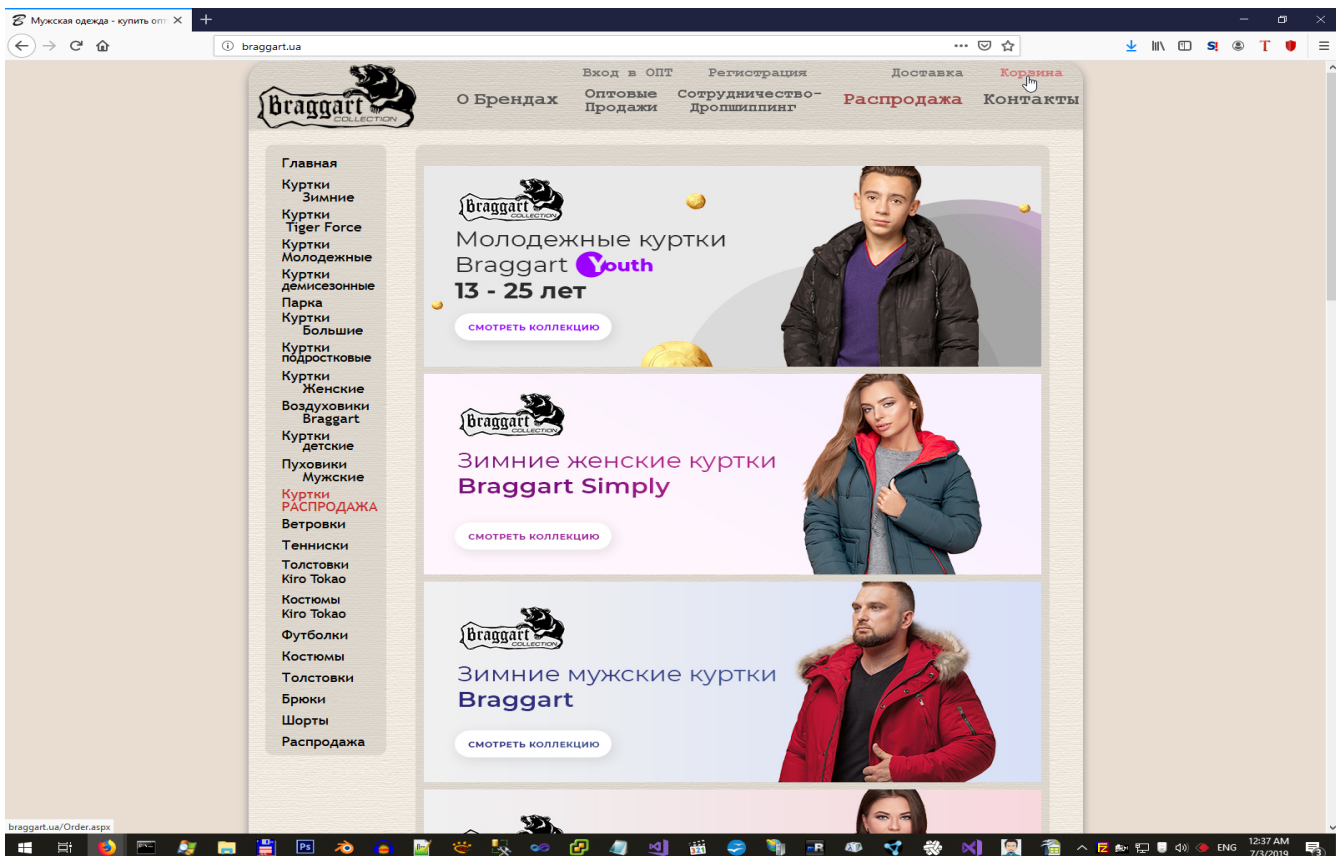 Мужская одежда - купить опт
braggart.ua
Braggart
COLLECTION
Вход в ОПТ
Регистрация
Доставка
Корзина
О Брендах
Оптовые
Продажи
Сотрудничество-
Дропшиппинг
Распродажа
Контакты
Главная
Куртки
Зимние
Куртки
Tiger Force
Куртки
Молодежные
Куртки
демисезонные
Парка
Куртки
Большие
Куртки
подростковые
Куртки
Женские
Воздуховики
Braggart
Куртки
детские
Пуховики
Мужские
Куртки
РАСПРОДАЖА
Ветровки
Тенниски
Толстовки
Kiro Tokao
Костюмы
Kiro Tokao
Футболки
Костюмы
Толстовки
Брюки
Шорты
Распродажа
Braggart
COLLECTION
Молодежные куртки
Braggart Youth
13 - 25 лет
СМОТРЕТЬ КОЛЛЕКЦИЮ
Braggart
COLLECTION
Зимние женские куртки
Braggart Simply
СМОТРЕТЬ КОЛЛЕКЦИЮ
Braggart
COLLECTION
Зимние мужские куртки
Braggart
СМОТРЕТЬ КОЛЛЕКЦИЮ
braggart.ua/Order.aspx
ENG
12:37 AM
7/3/2019